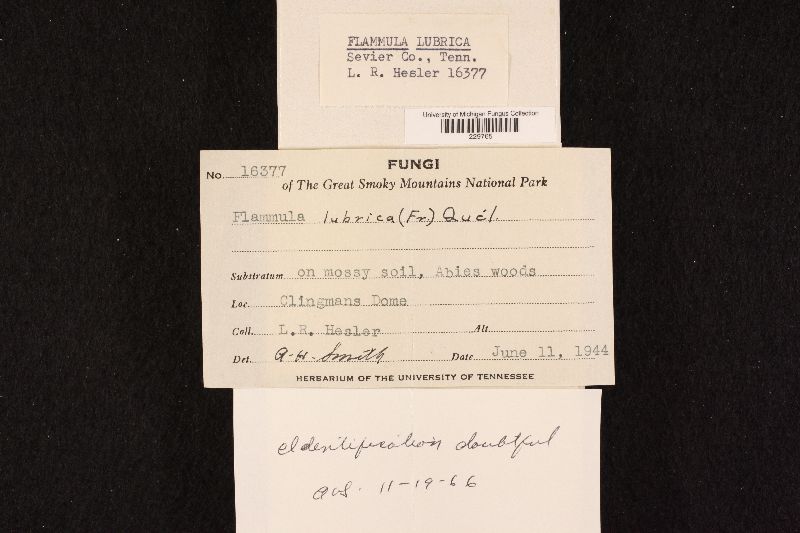 FLAMMULA LUBRICA
Sevier Co., Tenn.
L. R. Hesler 16377
University of Michigan Fungus Collection
229765
FUNGI
No. 16377
of The Great Smoky Mountains National Park
Flammula lubrica (Fr.) Quél.
Substratum on mossy soil, Abies woods
Loc. Clingmans Dome
Coll. L.R. Hesler Alt.
Det. A.H. Smith Date June 11, 1944
HERBARIUM OF THE UNIVERSITY OF TENNESSEE
Identification doubtful
AHS. 11-19-66